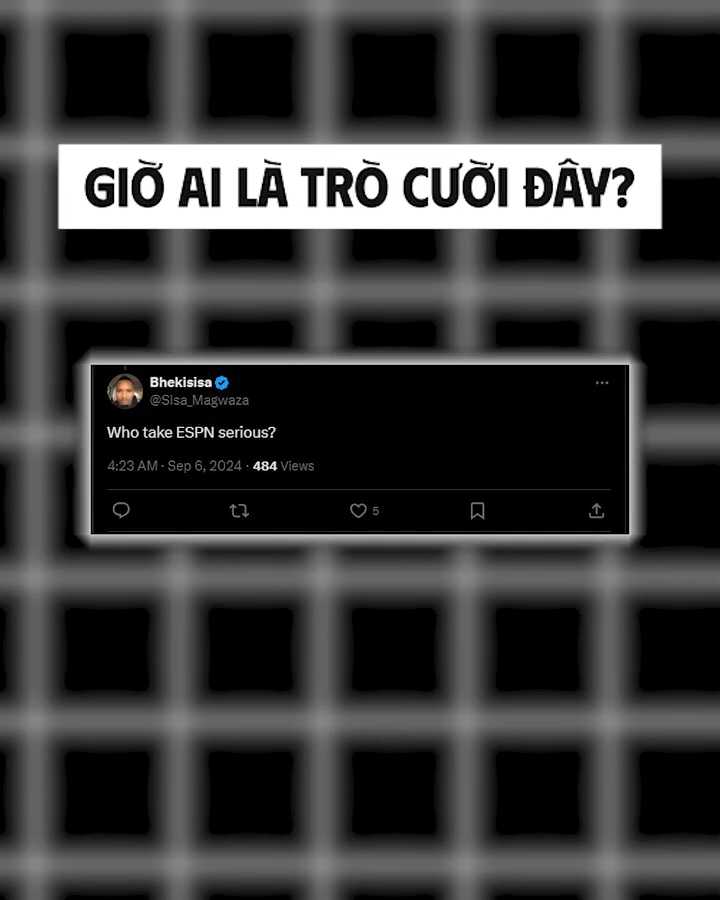 GIỜ AI LÀ TRÒ CƯỜI ĐÂY?
Bhekisisa
@Sisa_Magwaza
Who take ESPN serious?
4:23 AM · Sep 6, 2024 · 484 Views
5